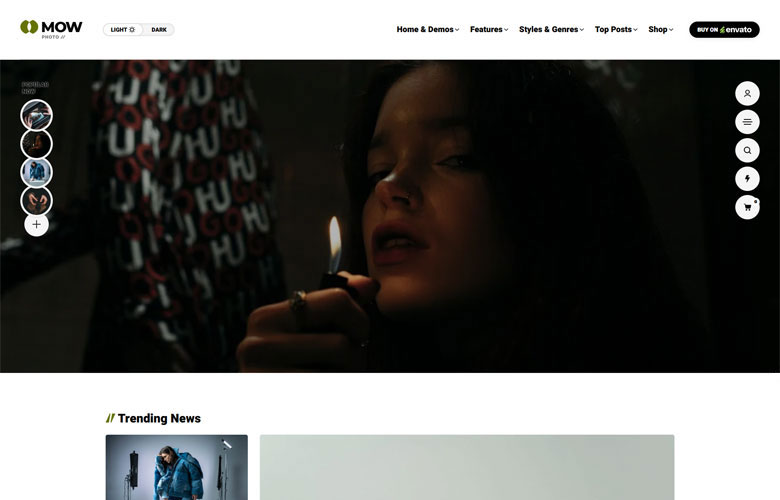 MOW
PHOTO //
LIGHT
DARK
Home & Demos
Features
Styles & Genres
Top Posts
Shop
BUY ON envato
POPULAR
NOW
// Trending News